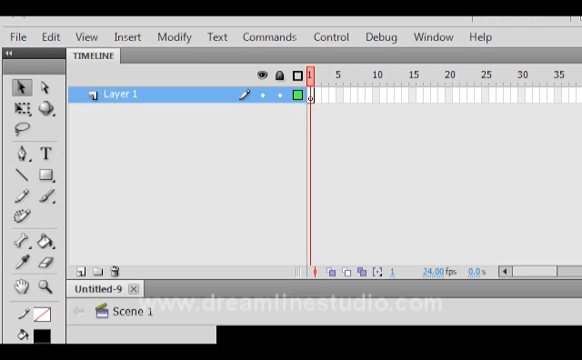 File Edit View Insert Modify Text Commands Control Debug Window Help
TIMELINE
1 5 10 15 20 25 30 35
Layer 1
1 24.00 fps 0.0 s
Untitled-9
www.dreamlinestudio.com
Scene 1
T